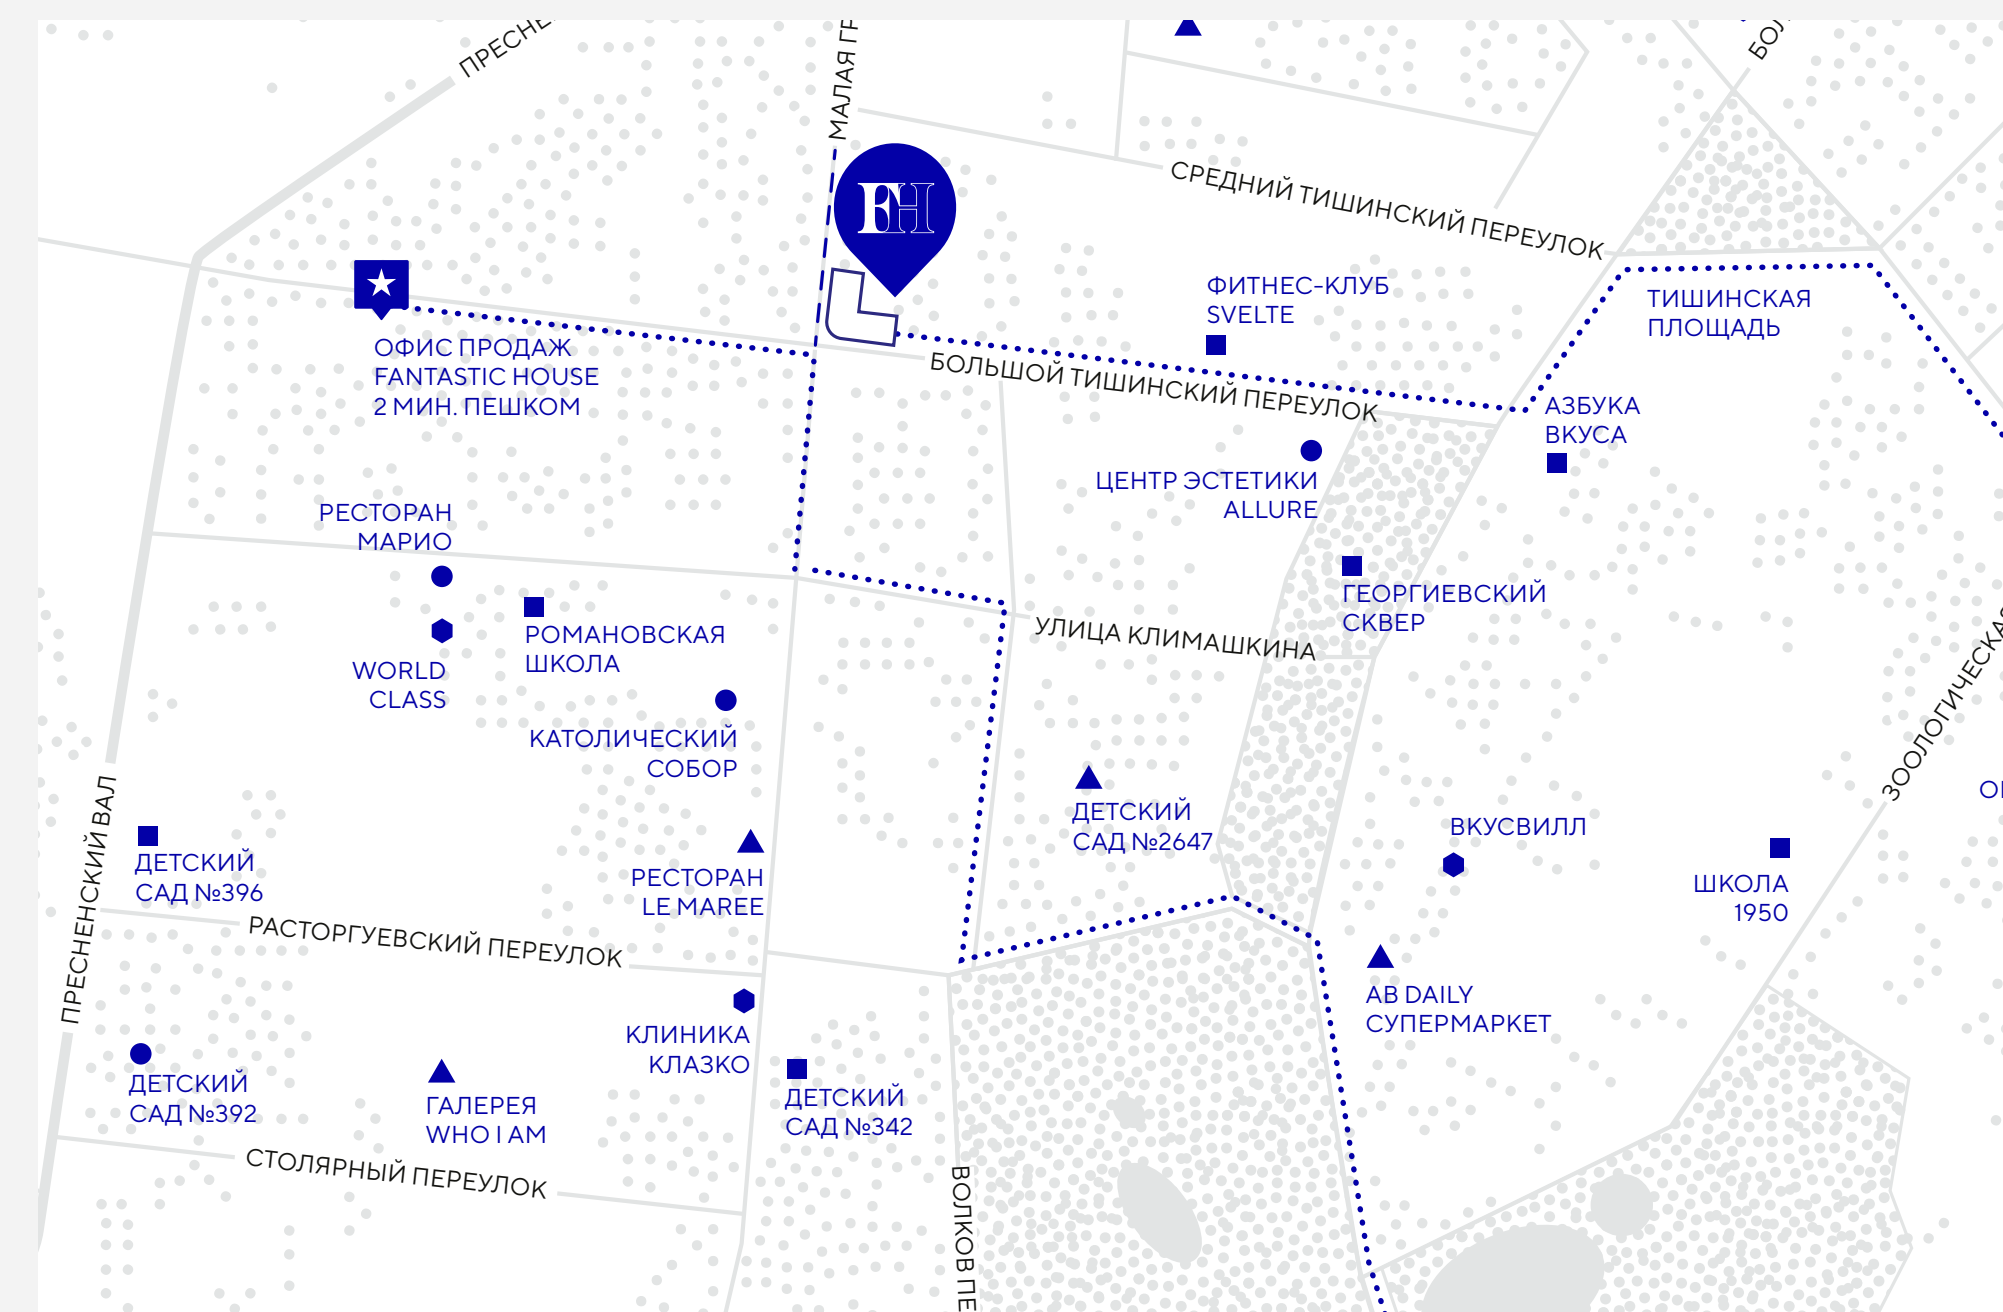 ПРЕСНЕ
МАЛАЯ ГР
БОЛ
FH
СРЕДНИЙ ТИШИНСКИЙ ПЕРЕУЛОК
ФИТНЕС-КЛУБ
SVELTE
ТИШИНСКАЯ
ПЛОЩАДЬ
ОФИС ПРОДАЖ
FANTASTIC HOUSE
2 МИН. ПЕШКОМ
БОЛЬШОЙ ТИШИНСКИЙ ПЕРЕУЛОК
АЗБУКА
ВКУСА
ЦЕНТР ЭСТЕТИКИ
ALLURE
РЕСТОРАН
МАРИО
ГЕОРГИЕВСКИЙ
СКВЕР
РОМАНОВСКАЯ
ШКОЛА
УЛИЦА КЛИМАШКИНА
WORLD
CLASS
ЗООЛОГИЧЕСКАЯ
КАТОЛИЧЕСКИЙ
СОБОР
ДЕТСКИЙ
САД №2647
ВКУСВИЛЛ
ПРЕСНЕНСКИЙ ВАЛ
ДЕТСКИЙ
САД №396
РЕСТОРАН
LE MAREE
ШКОЛА
1950
РАСТОРГУЕВСКИЙ ПЕРЕУЛОК
AB DAILY
СУПЕРМАРКЕТ
КЛИНИКА
КЛАЗКО
ДЕТСКИЙ
САД №392
ГАЛЕРЕЯ
WHO I AM
ДЕТСКИЙ
САД №342
СТОЛЯРНЫЙ ПЕРЕУЛОК
ВОЛКОВ ПЕ